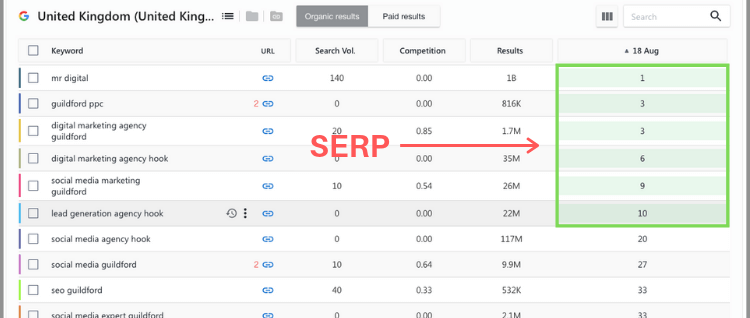 United Kingdom (United King...
Organic results Paid results
Search
Keyword URL Search Vol. Competition Results ▲ 18 Aug
mr digital 140 0.00 1B 1
guildford ppc 2 0 0.00 816K 3
digital marketing agency
guildford 20 0.85 1.7M 3
SERP
digital marketing agency hook 0 0.00 35M 6
social media marketing
guildford 10 0.54 26M 9
lead generation agency hook 0 0.00 22M 10
social media agency hook 0 0.00 117M 20
social media guildford 2 10 0.64 9.9M 27
seo guildford 40 0.33 532K 33
social media expert guildford 0 0.00 2.1M 33